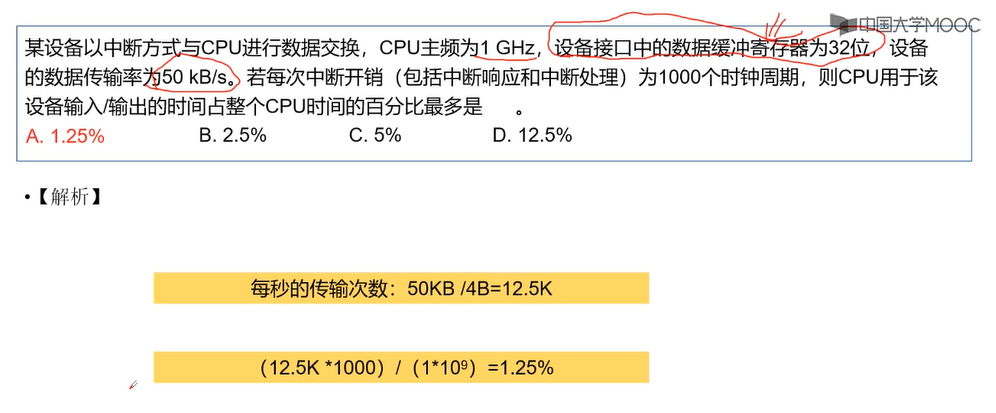 中国大学MOOC
某设备以中断方式与CPU进行数据交换，CPU主频为1 GHz，设备接口中的数据缓冲寄存器为32位，设备
的数据传输率为50 kB/s。若每次中断开销（包括中断响应和中断处理）为1000个时钟周期，则CPU用于该
设备输入/输出的时间占整个CPU时间的百分比最多是 。
A. 1.25% B. 2.5% C. 5% D. 12.5%
•【解析】
每秒的传输次数：50KB /4B=12.5K
（12.5K *1000）/（1*10⁹）=1.25%